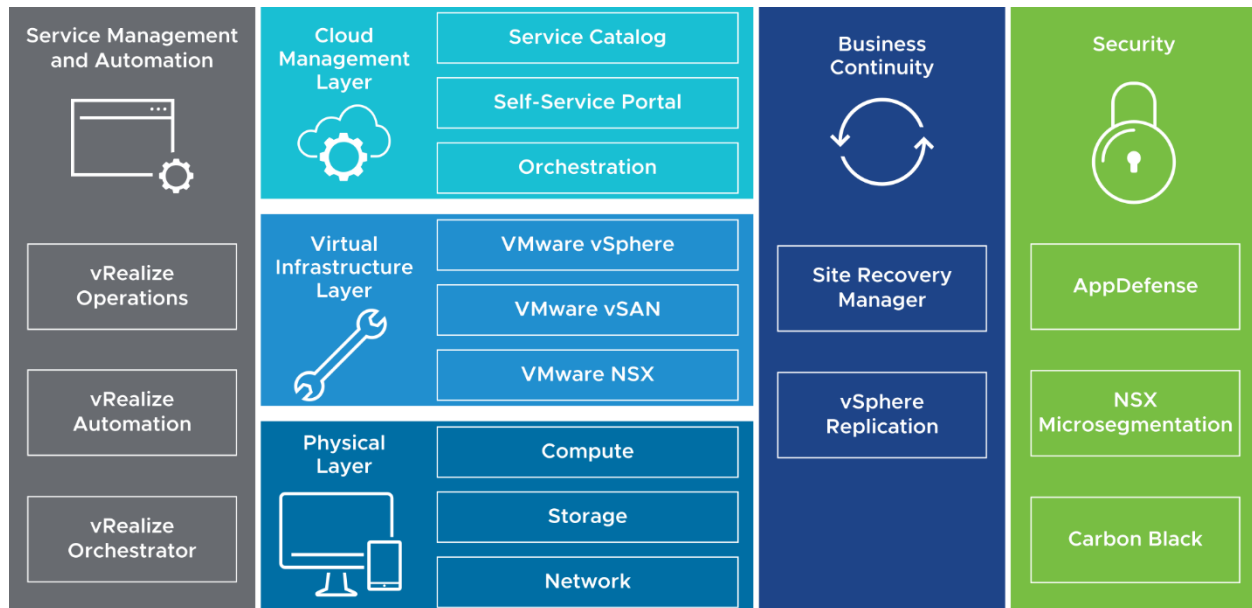 Service Management
and Automation
vRealize
Operations
vRealize
Automation
vRealize
Orchestrator
Cloud
Management
Layer
Service Catalog
Self-Service Portal
Orchestration
Virtual
Infrastructure
Layer
VMware vSphere
VMware vSAN
VMware NSX
Physical
Layer
Compute
Storage
Network
Business
Continuity
Site Recovery
Manager
vSphere
Replication
Security
AppDefense
NSX
Microsegmentation
Carbon Black